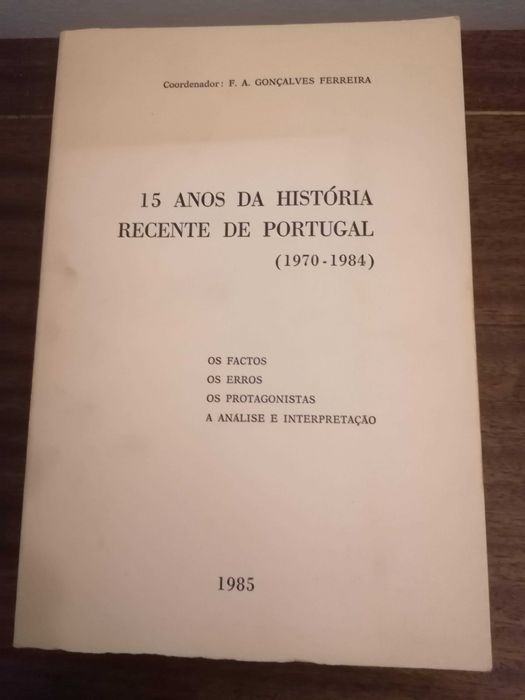 Coordenador: F. A. GONÇALVES FERREIRA
15 ANOS DA HISTÓRIA
RECENTE DE PORTUGAL
(1970-1984)
OS FACTOS
OS ERROS
OS PROTAGONISTAS
A ANÁLISE E INTERPRETAÇÃO
1985